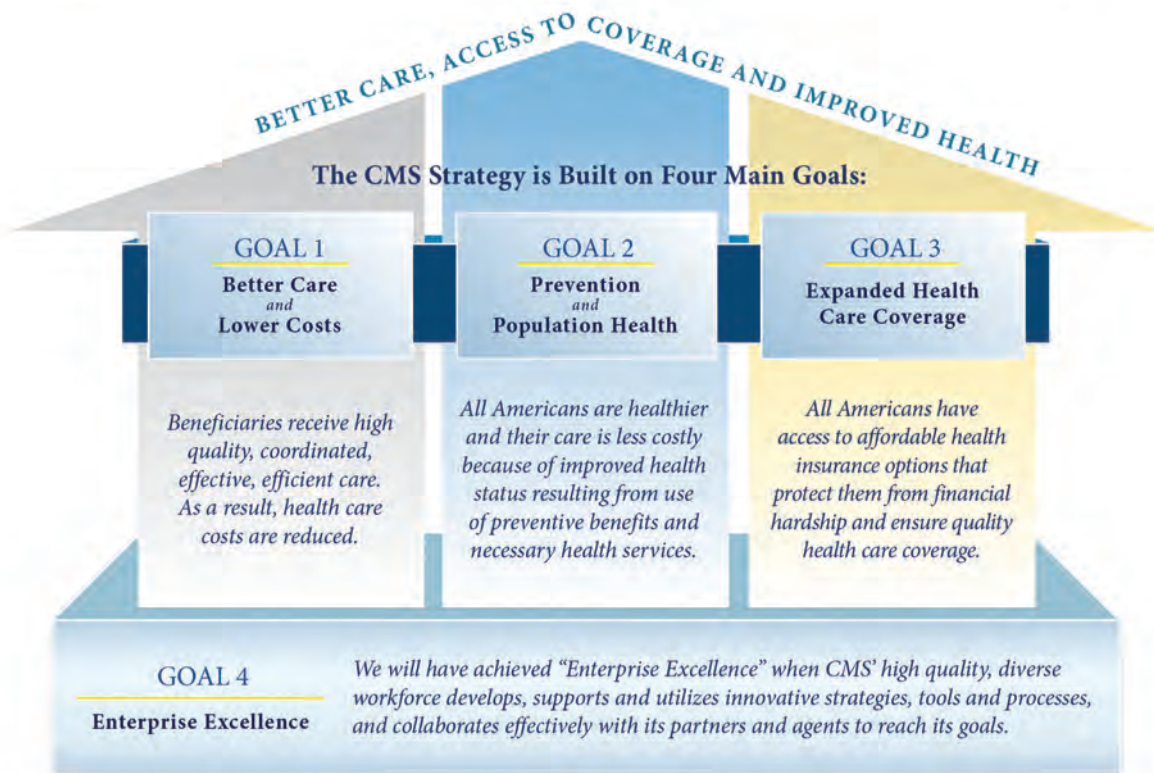 BETTER CARE, ACCESS TO COVERAGE AND IMPROVED HEALTH
The CMS Strategy is Built on Four Main Goals:
GOAL 1
Better Care
and
Lower Costs
Beneficiaries receive high
quality, coordinated,
effective, efficient care.
As a result, health care
costs are reduced.
GOAL 2
Prevention
and
Population Health
All Americans are healthier
and their care is less costly
because of improved health
status resulting from use
of preventive benefits and
necessary health services.
GOAL 3
Expanded Health
Care Coverage
All Americans have
access to affordable health
insurance options that
protect them from financial
hardship and ensure quality
health care coverage.
GOAL 4
Enterprise Excellence
We will have achieved “Enterprise Excellence” when CMS’ high quality, diverse
workforce develops, supports and utilizes innovative strategies, tools and processes,
and collaborates effectively with its partners and agents to reach its goals.